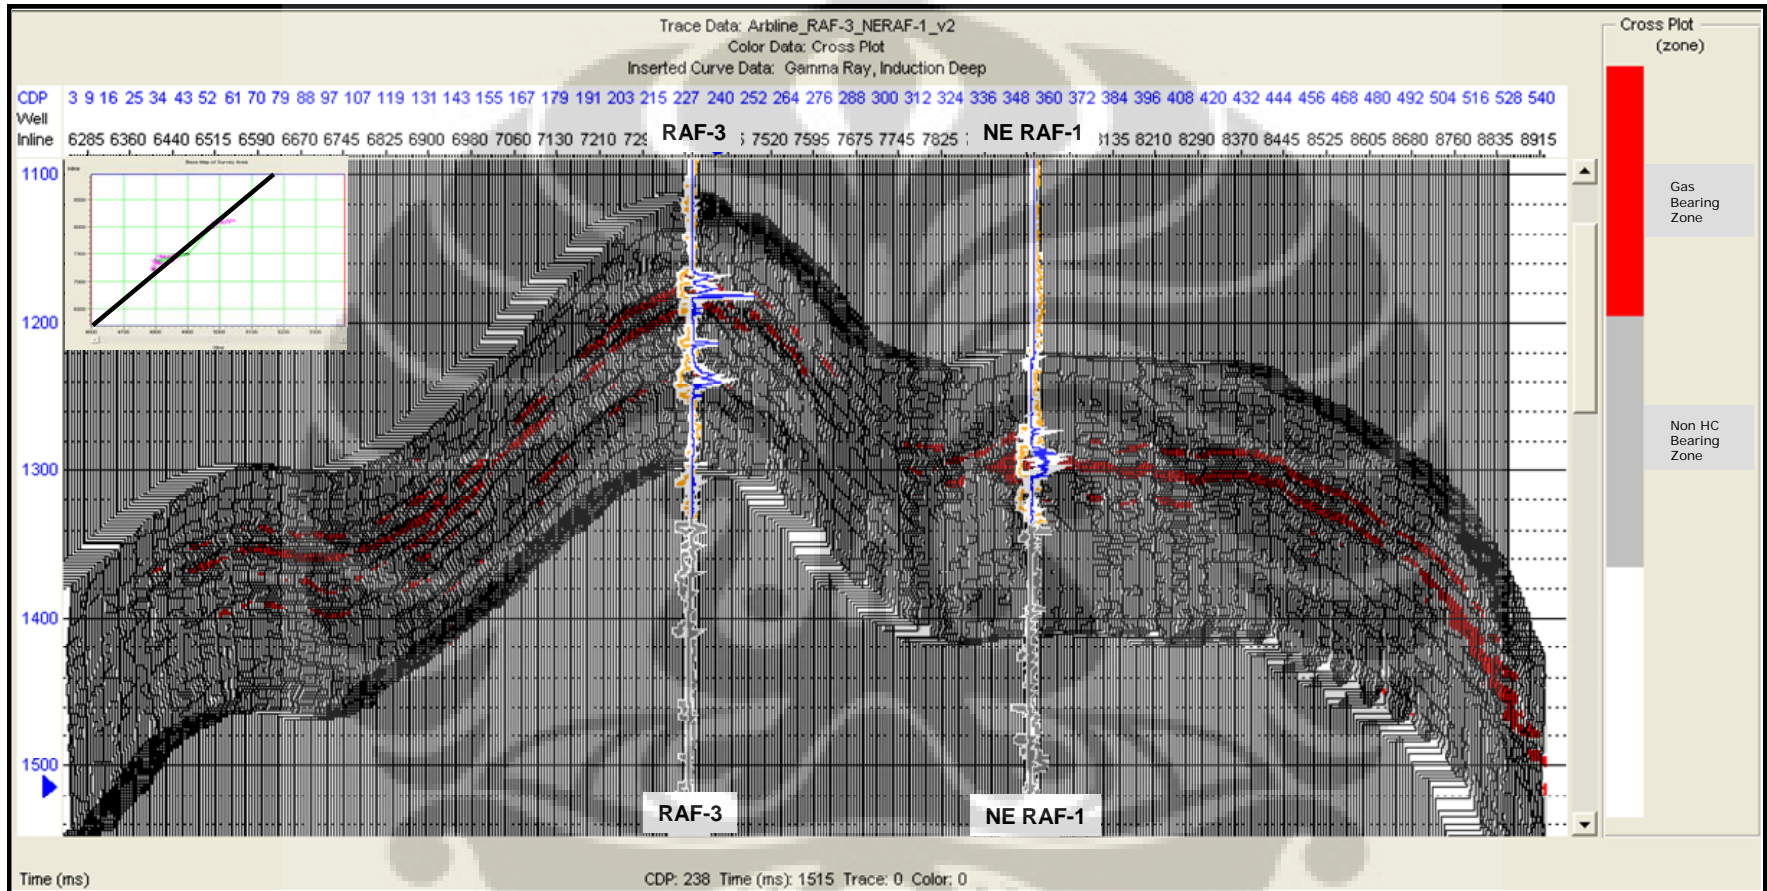 Trace Data: Arbline_RAF-3_NERAF-1_v2
Color Data: Cross Plot
Inserted Curve Data: Gamma Ray, Induction Deep
Cross Plot
(zone)
CDP 3 9 16 25 34 43 52 61 70 79 88 97 107 119 131 143 155 167 179 191 203 215 227 240 252 264 276 288 300 312 324 336 348 360 372 384 396 408 420 432 444 456 468 480 492 504 516 528 540
Well
RAF-3 NE RAF-1
Inline 6285 6360 6440 6515 6590 6670 6745 6825 6900 6980 7060 7130 7210 7520 7595 7675 7745 7825 8135 8210 8290 8370 8445 8525 8605 8680 8760 8835 8915
1100
1200
1300
1400
1500
Gas
Bearing
Zone
Non HC
Bearing
Zone
RAF-3
NE RAF-1
Time (ms)
CDP: 238 Time (ms): 1515 Trace: 0 Color: 0